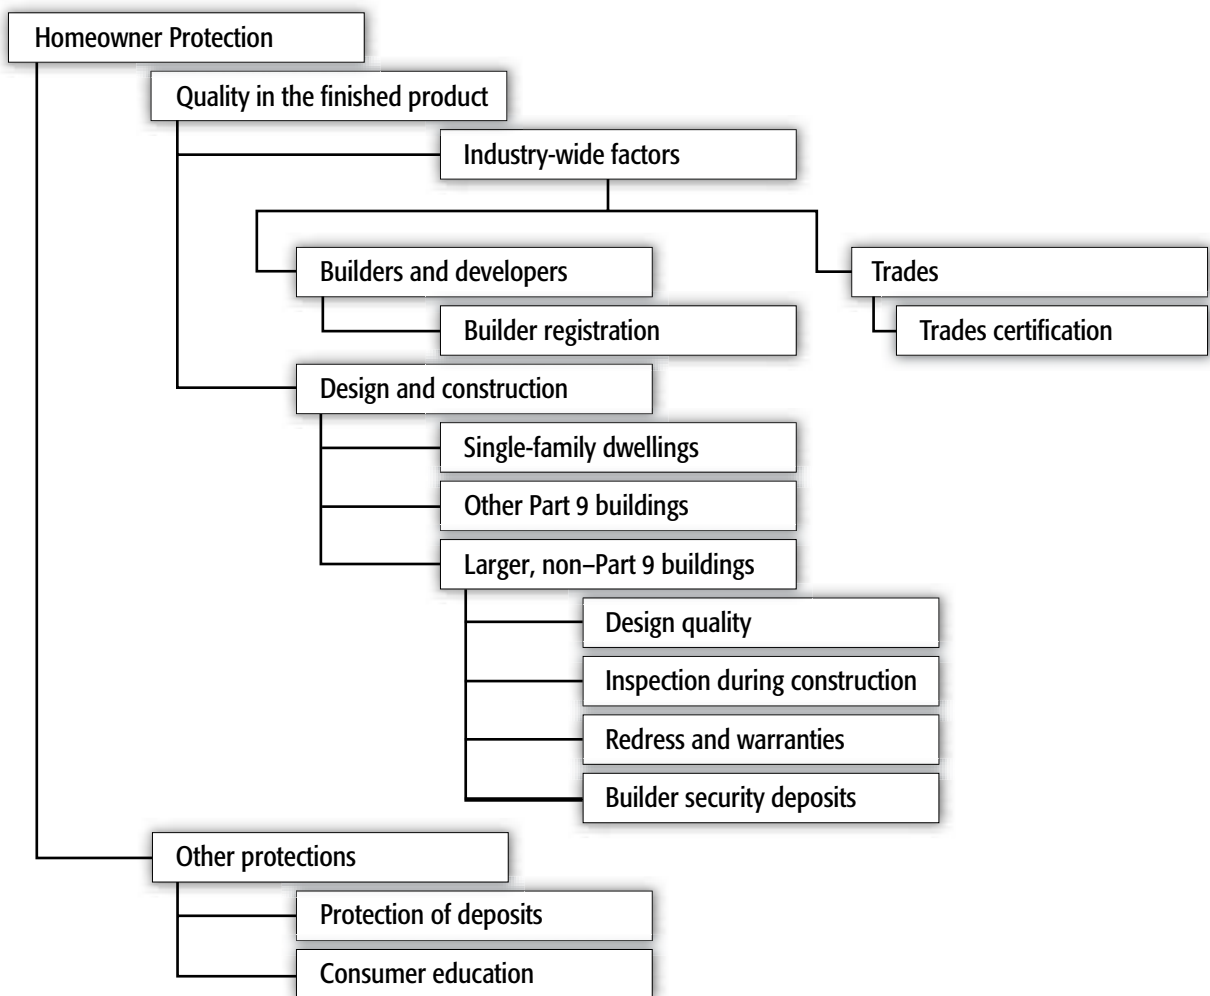 Homeowner Protection
Quality in the finished product
Industry-wide factors
Builders and developers
Trades
Builder registration
Trades certification
Design and construction
Single-family dwellings
Other Part 9 buildings
Larger, non–Part 9 buildings
Design quality
Inspection during construction
Redress and warranties
Builder security deposits
Other protections
Protection of deposits
Consumer education